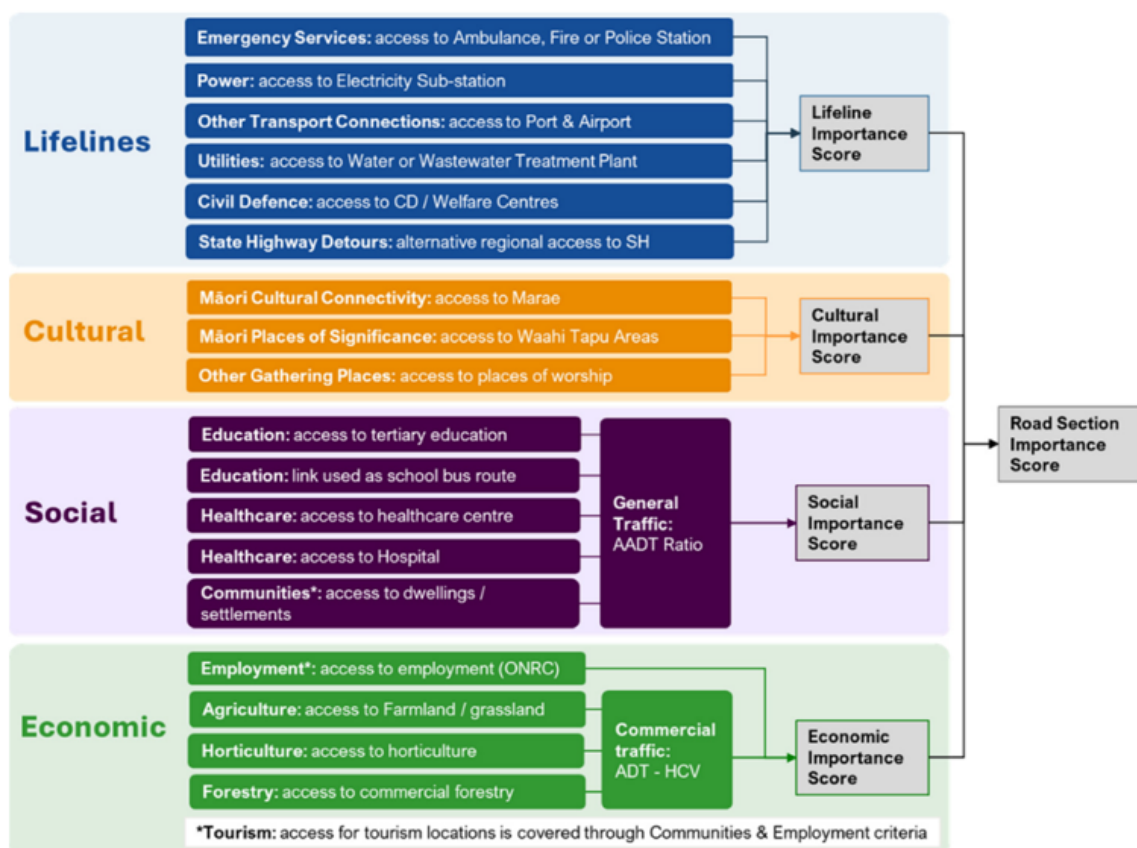 Lifelines
Emergency Services: access to Ambulance, Fire or Police Station
Power: access to Electricity Sub-station
Other Transport Connections: access to Port & Airport
Utilities: access to Water or Wastewater Treatment Plant
Civil Defence: access to CD / Welfare Centres
State Highway Detours: alternative regional access to SH
Lifeline
Importance
Score
Cultural
Māori Cultural Connectivity: access to Marae
Māori Places of Significance: access to Waahi Tapu Areas
Other Gathering Places: access to places of worship
Cultural
Importance
Score
Social
Education: access to tertiary education
Education: link used as school bus route
Healthcare: access to healthcare centre
Healthcare: access to Hospital
Communities*: access to dwellings /
settlements
General
Traffic:
AADT Ratio
Social
Importance
Score
Economic
Employment*: access to employment (ONRC)
Agriculture: access to Farmland / grassland
Horticulture: access to horticulture
Forestry: access to commercial forestry
Commercial
traffic:
ADT - HCV
Economic
Importance
Score
*Tourism: access for tourism locations is covered through Communities & Employment criteria
Road Section
Importance
Score